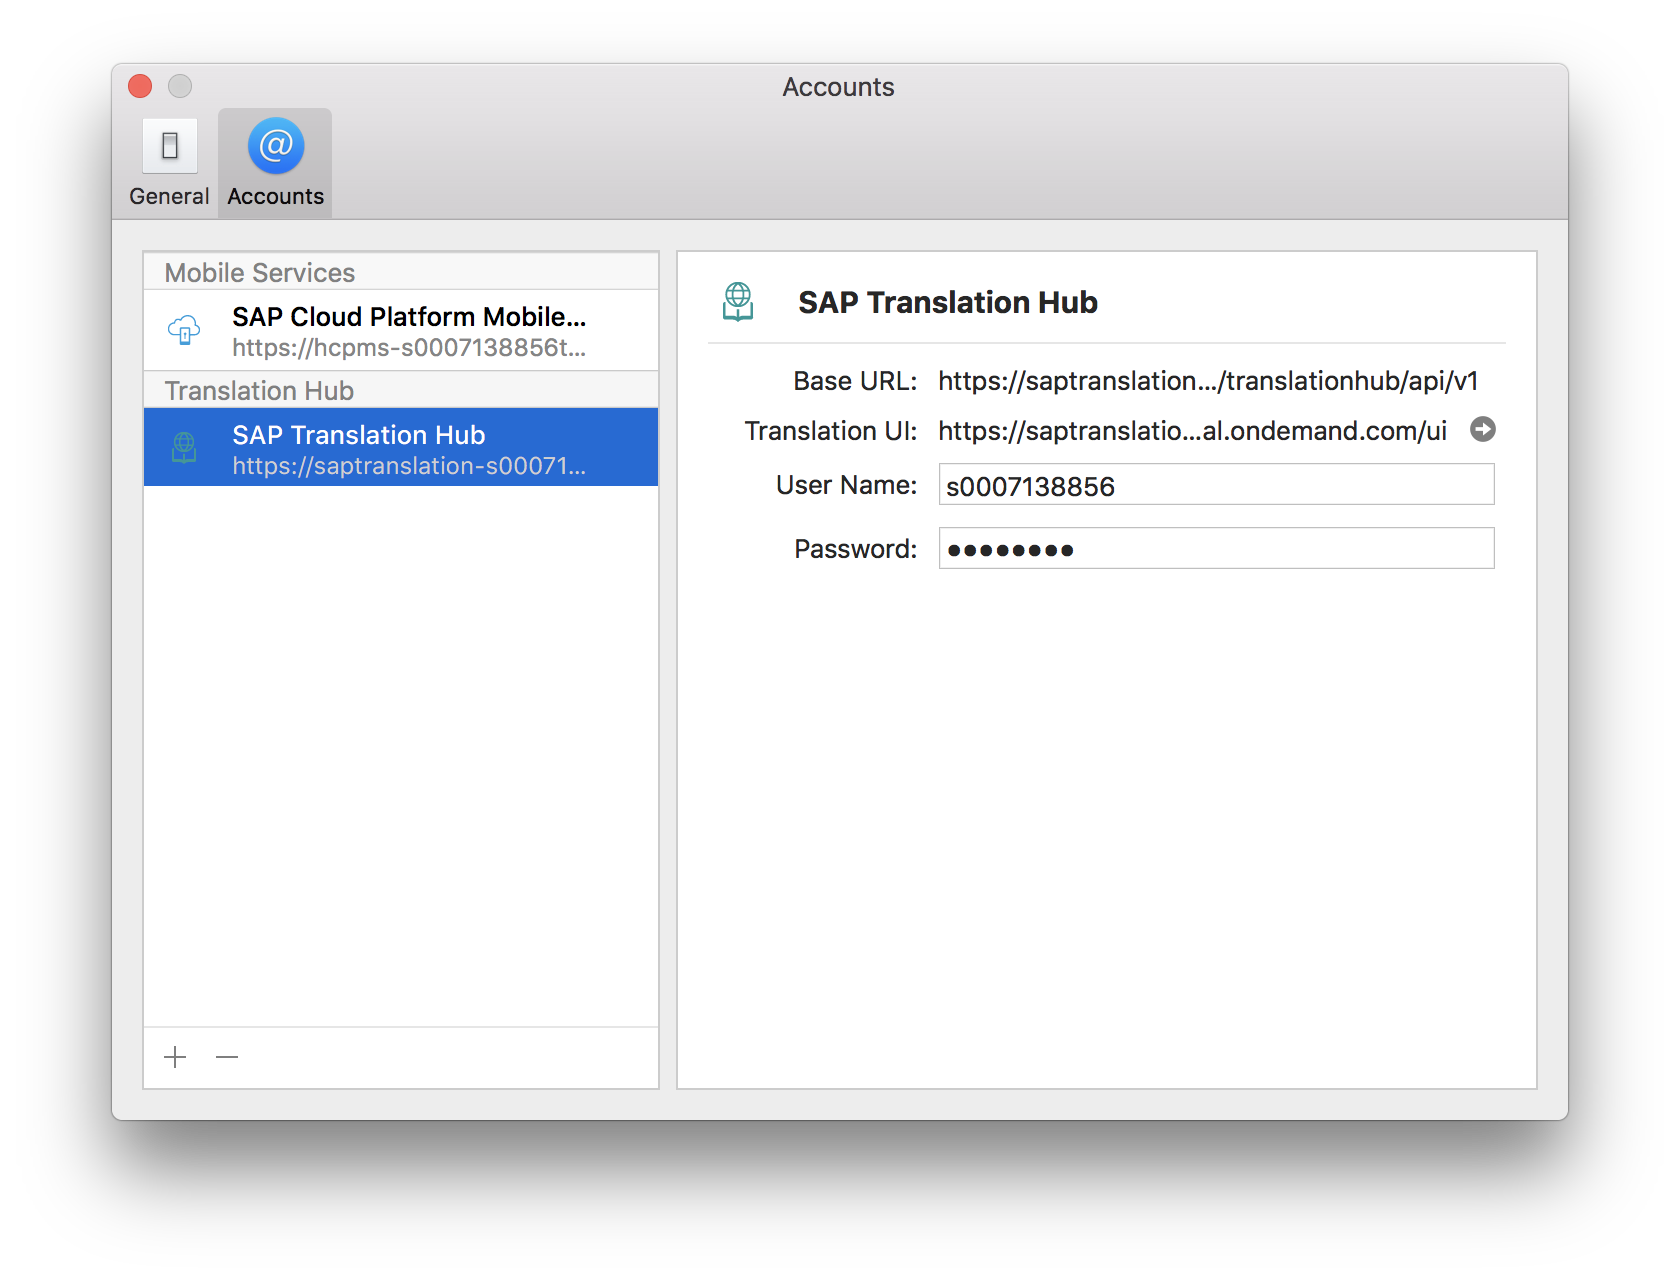 Accounts
General
Accounts
Mobile Services
SAP Cloud Platform Mobile...
https://hcpms-s0007138856t...
Translation Hub
SAP Translation Hub
https://saptranslation-s00071...
SAP Translation Hub
Base URL: https://saptranslation.../translationhub/api/v1
Translation UI: https://saptranslatio...al.ondemand.com/ui
User Name: s0007138856
Password: ••••••••